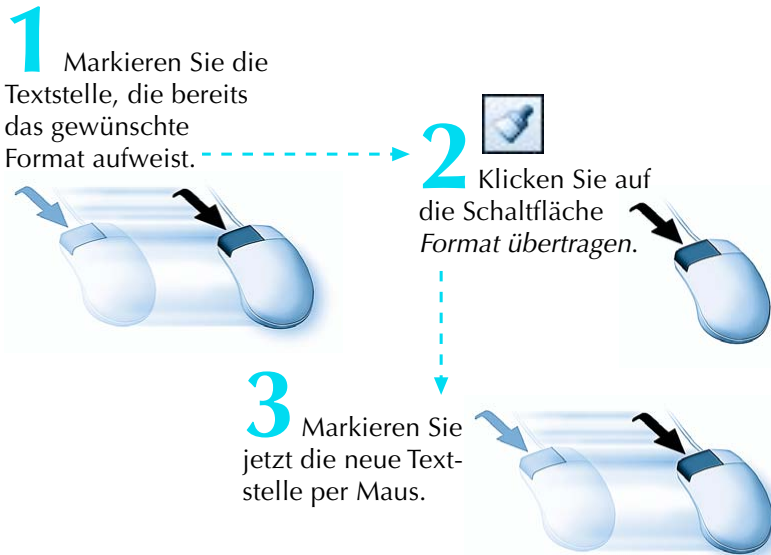 1 Markieren Sie die
Textstelle, die bereits
das gewünschte
Format aufweist.
2 Klicken Sie auf
die Schaltfläche
Format übertragen.
3 Markieren Sie
jetzt die neue Text-
stelle per Maus.